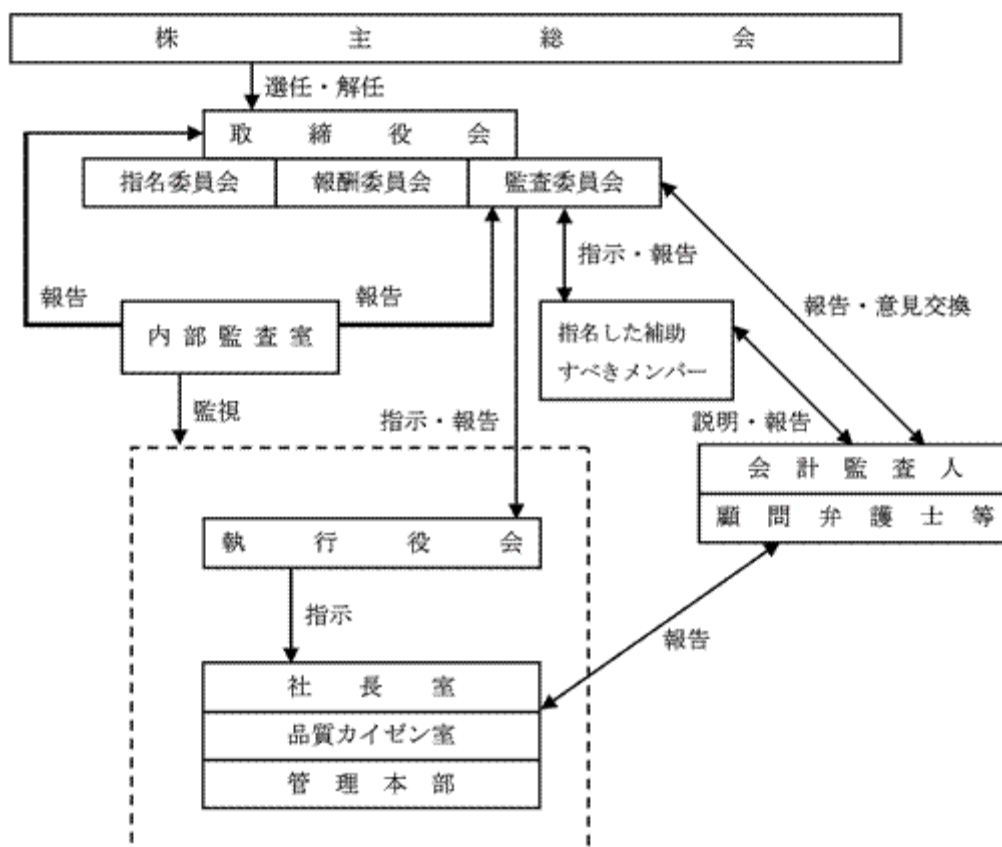 株主総会
選任・解任
取締役会
指名委員会
報酬委員会
監査委員会
指示・報告
報告
報告
報告・意見交換
内部監査室
指名した補助
すべきメンバー
監視
指示・報告
説明・報告
会計監査人
顧問弁護士等
執行役会
指示
報告
社長室
品質カイゼン室
管理本部